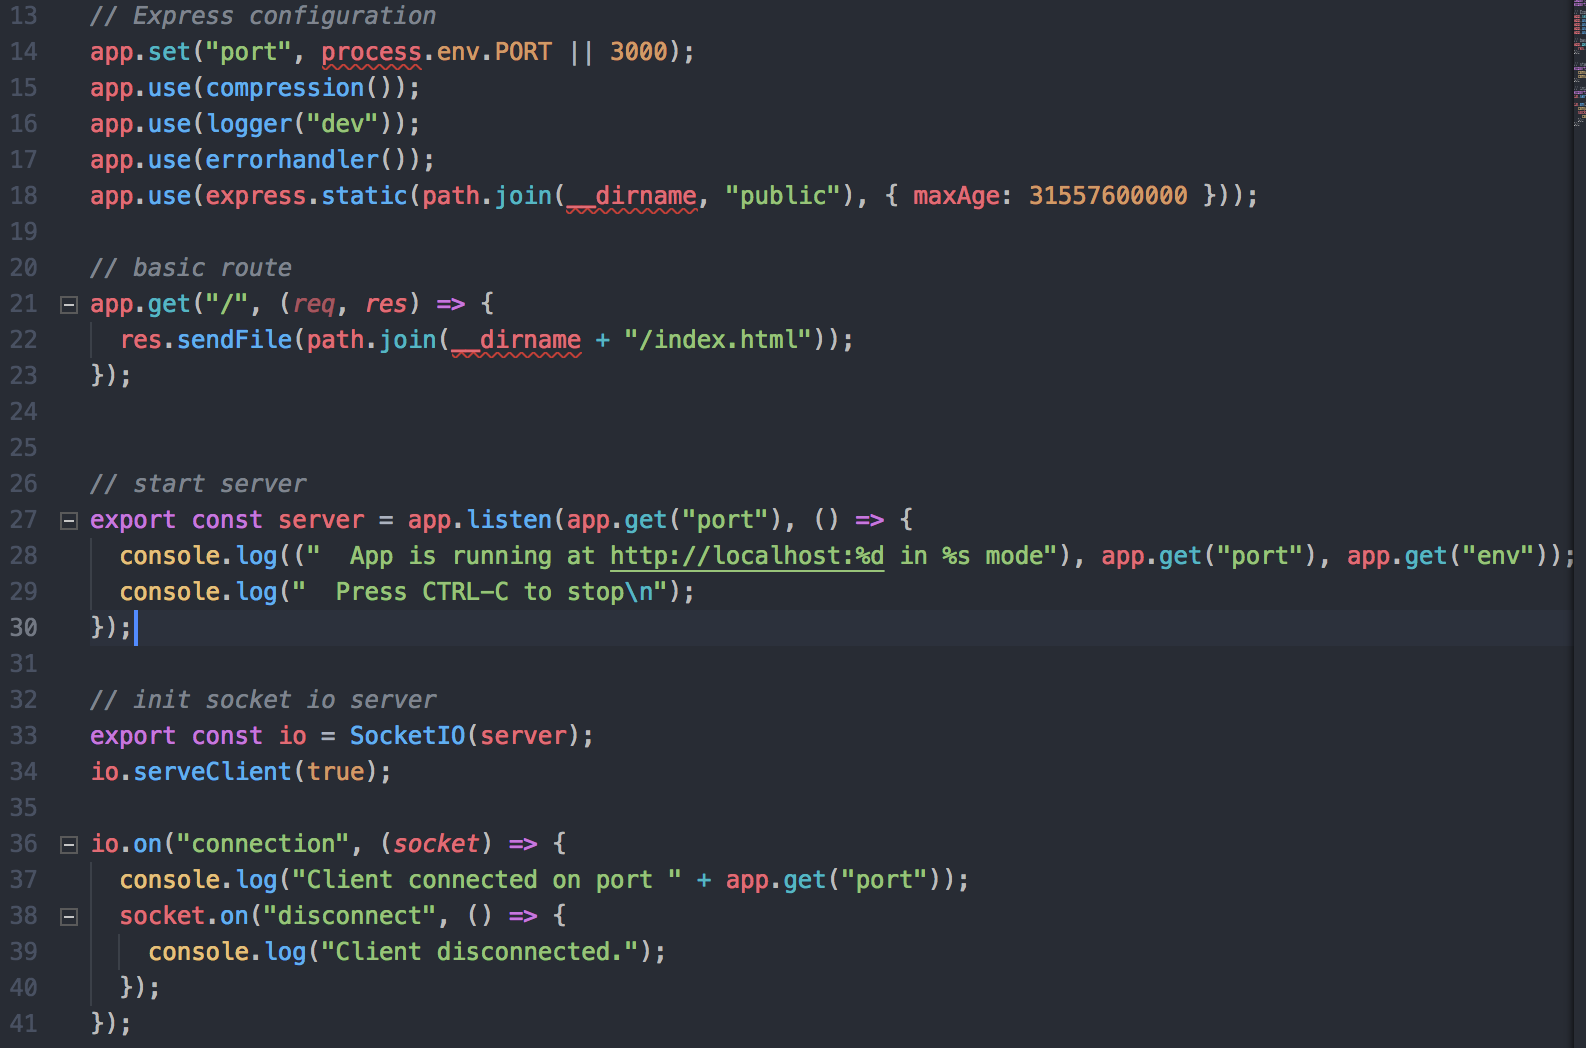 13 // Express configuration
14 app.set("port", process.env.PORT || 3000);
15 app.use(compression());
16 app.use(logger("dev"));
17 app.use(errorhandler());
18 app.use(express.static(path.join(__dirname, "public"), { maxAge: 31557600000 }));
19
20 // basic route
21 app.get("/", (req, res) => {
22   res.sendFile(path.join(__dirname + "/index.html"));
23 });
24
25
26 // start server
27 export const server = app.listen(app.get("port"), () => {
28   console.log(("  App is running at http://localhost:%d in %s mode"), app.get("port"), app.get("env"));
29   console.log("  Press CTRL-C to stop\n");
30 });
31
32 // init socket io server
33 export const io = SocketIO(server);
34 io.serveClient(true);
35
36 io.on("connection", (socket) => {
37   console.log("Client connected on port " + app.get("port"));
38   socket.on("disconnect", () => {
39     console.log("Client disconnected.");
40   });
41 });